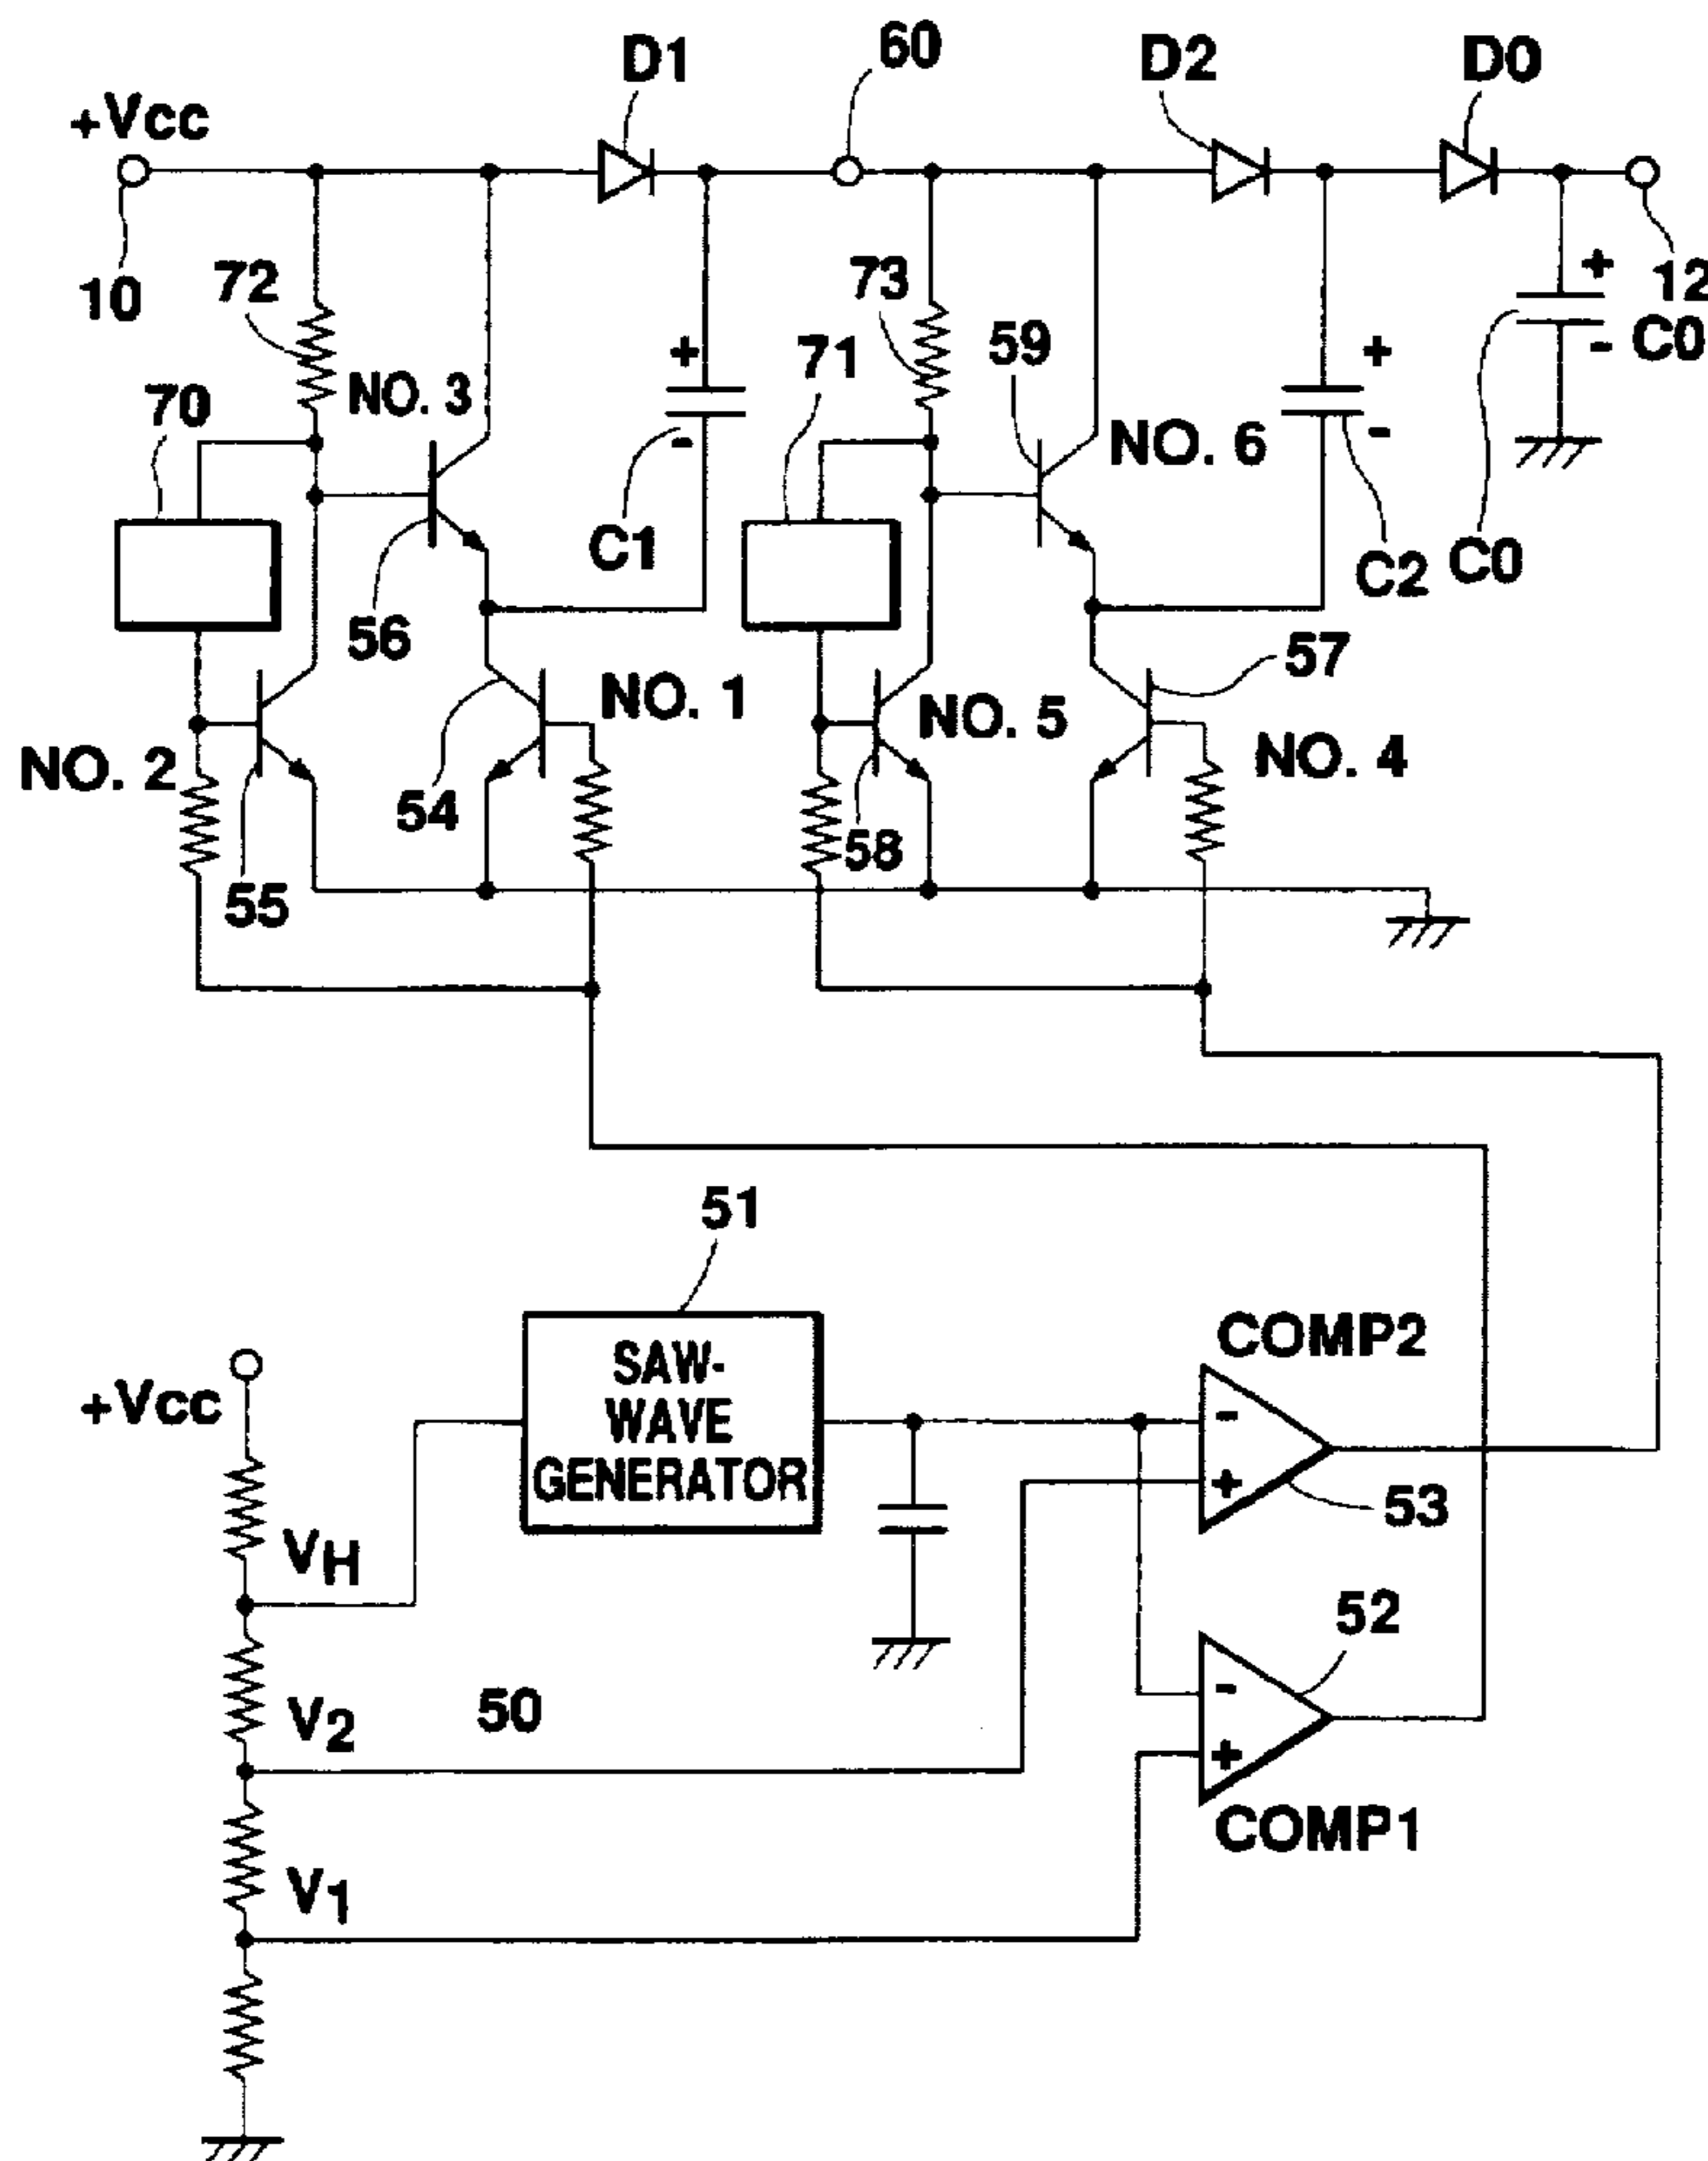 D1
60
D2
D0
+Vcc
10
72
73
12
+
+
+
C0
-
-
-
59
71
NO. 3
70
NO. 6
C1
C2
C0
56
57
NO. 1
NO. 5
NO. 2
NO. 4
54
58
55
51
SAW-
WAVE
GENERATOR
COMP2
+Vcc
-
+
53
VH
52
V2
50
-
+
COMP1
V1